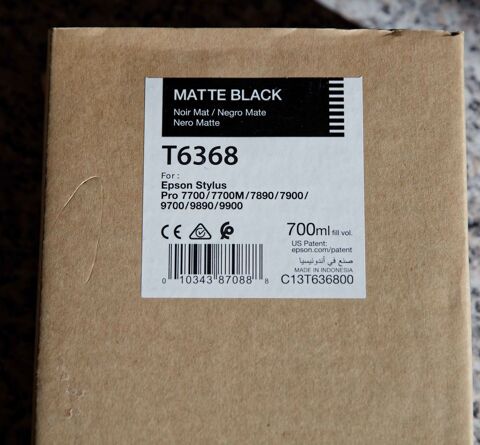 MATTE BLACK
Noir Mat / Negro Mate
Nero Matte
T6368
For :
Epson Stylus
Pro 7700/7700M/7890/7900/
9700/9890/9900
CE
700ml fill vol.
US Patent:
epson.com/patent
صنع في أندونيسيا
MADE IN INDONESIA
0 10343 87088 8
C13T636800